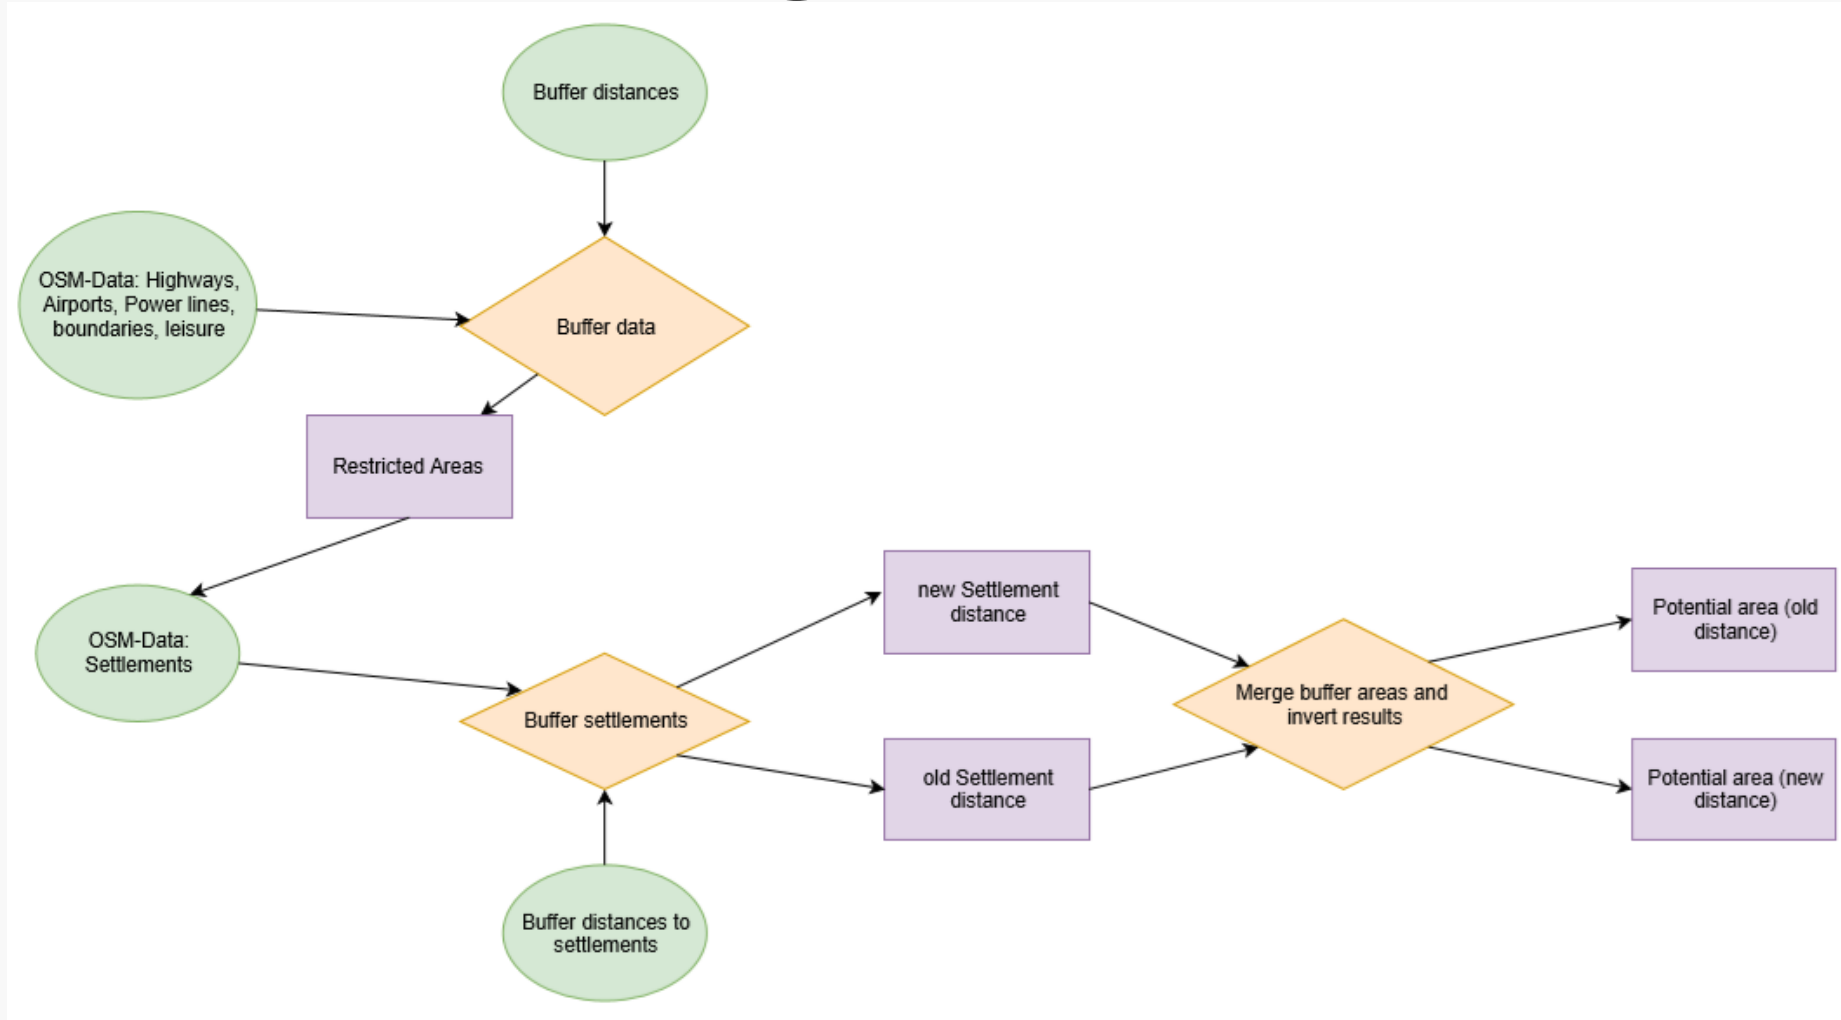 Buffer distances
OSM-Data: Highways,
Airports, Power lines,
boundaries, leisure
Buffer data
Restricted Areas
OSM-Data:
Settlements
Buffer settlements
Buffer distances to
settlements
new Settlement
distance
old Settlement
distance
Merge buffer areas and
invert results
Potential area (old
distance)
Potential area (new
distance)